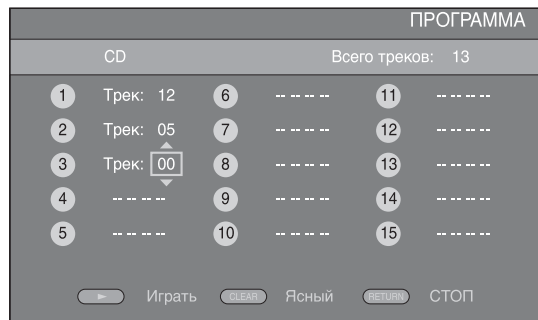 ПРОГРАММА
CD Всего треков: 13
1 Трек: 12 6 -- -- -- -- 11 -- -- -- --
2 Трек: 05 7 -- -- -- -- 12 -- -- -- --
3 Трек: 00 8 -- -- -- -- 13 -- -- -- --
4 -- -- -- -- 9 -- -- -- -- 14 -- -- -- --
5 -- -- -- -- 10 -- -- -- -- 15 -- -- -- --
Играть CLEAR Ясный RETURN СТОП